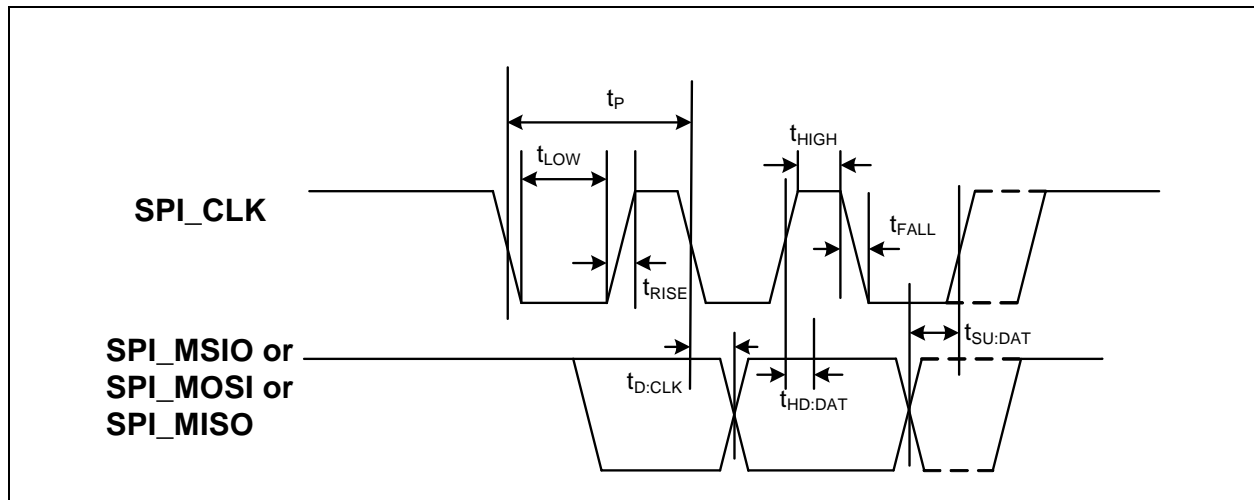 tP
tLOW
tHIGH
SPI_CLK
tFALL
tRISE
tSU:DAT
SPI_MSIO or
SPI_MOSI or
SPI_MISO
tD:CLK
tHD:DAT